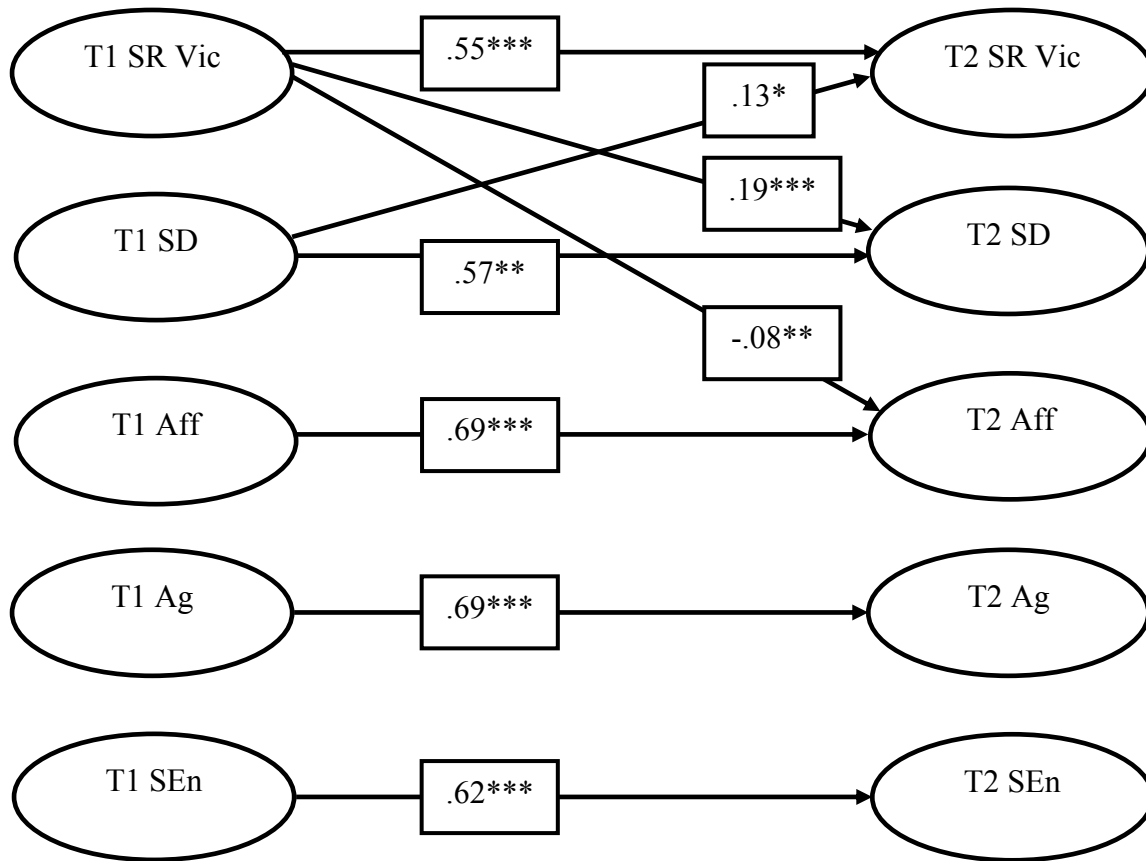 T1 SR Vic
.55***
T2 SR Vic
.13*
.19***
T1 SD
T2 SD
.57**
-.08**
T1 Aff
.69***
T2 Aff
T1 Ag
.69***
T2 Ag
T1 SEn
.62***
T2 SEn